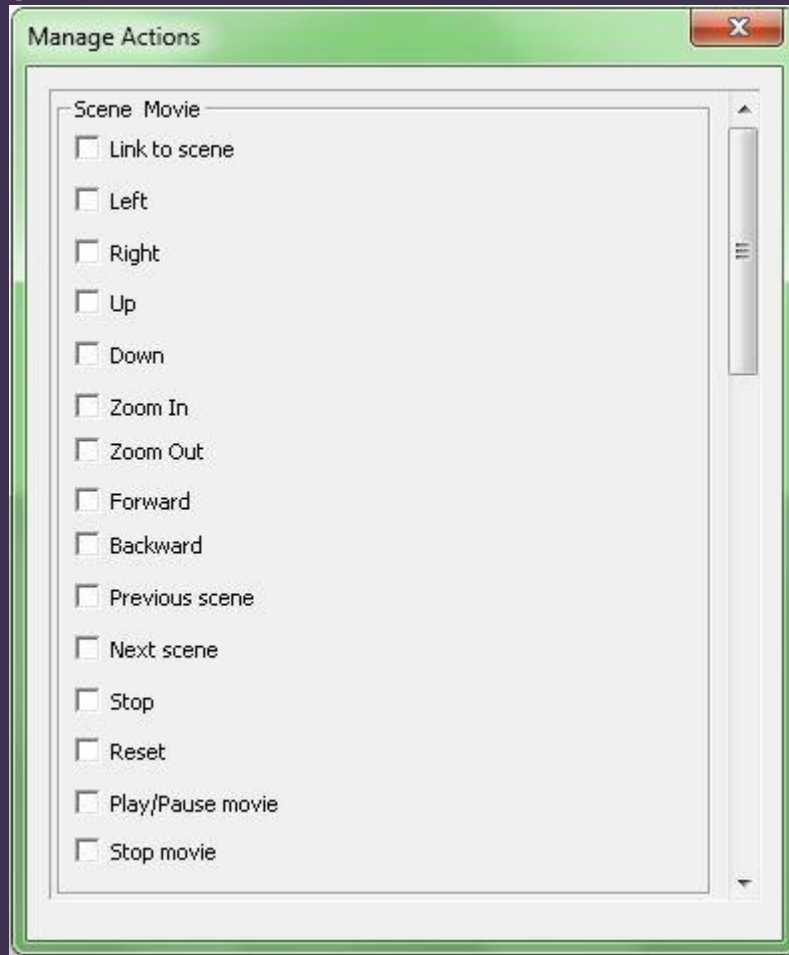 Manage Actions
Scene Movie
Link to scene
Left
Right
Up
Down
Zoom In
Zoom Out
Forward
Backward
Previous scene
Next scene
Stop
Reset
Play/Pause movie
Stop movie